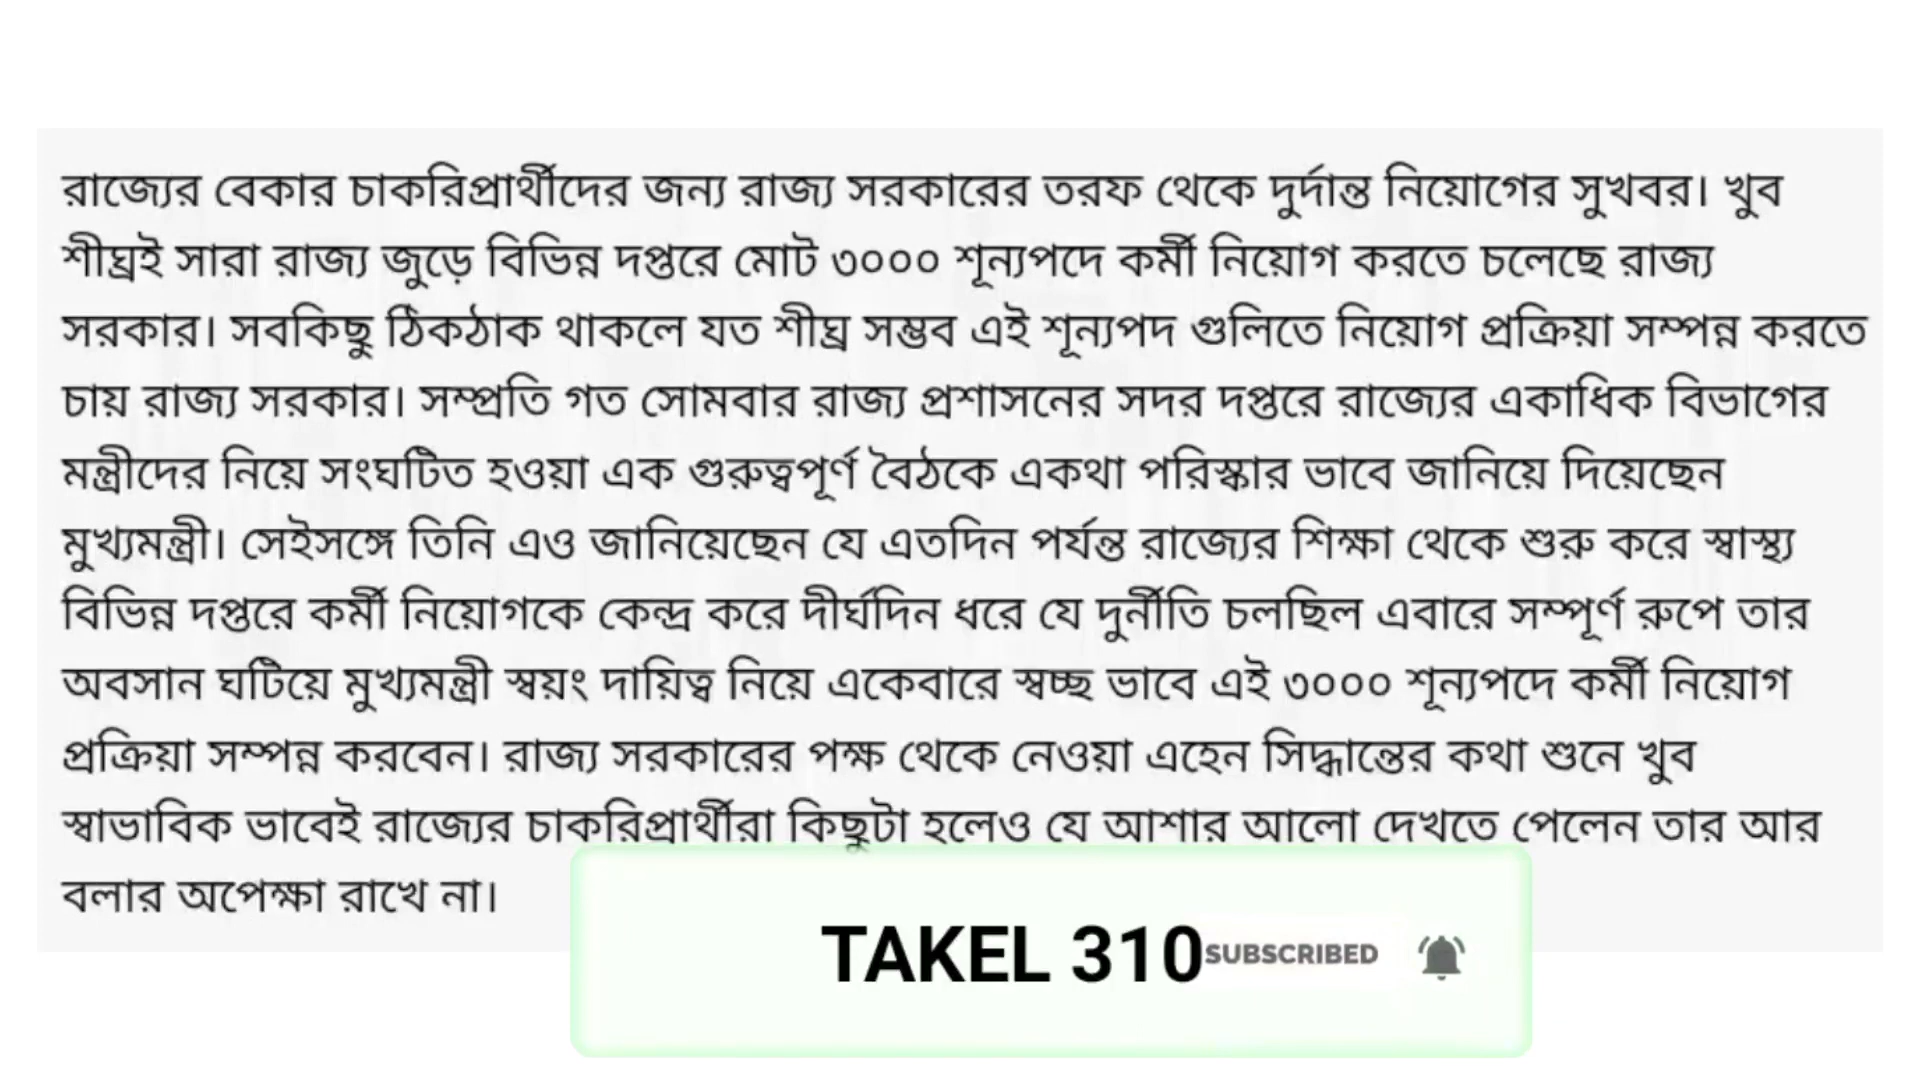 রাজ্যের বেকার চাকরিপ্রার্থীদের জন্য রাজ্য সরকারের তরফ থেকে দুর্দান্ত নিয়োগের সুখবর। খুব
শীঘ্রই সারা রাজ্য জুড়ে বিভিন্ন দপ্তরে মোট ৩০০০ শূন্যপদে কর্মী নিয়োগ করতে চলেছে রাজ্য
সরকার। সবকিছু ঠিকঠাক থাকলে যত শীঘ্র সম্ভব এই শূন্যপদ গুলিতে নিয়োগ প্রক্রিয়া সম্পন্ন করতে
চায় রাজ্য সরকার। সম্প্রতি গত সোমবার রাজ্য প্রশাসনের সদর দপ্তরে রাজ্যের একাধিক বিভাগের
মন্ত্রীদের নিয়ে সংঘটিত হওয়া এক গুরুত্বপূর্ণ বৈঠকে একথা পরিস্কার ভাবে জানিয়ে দিয়েছেন
মুখ্যমন্ত্রী। সেইসঙ্গে তিনি এও জানিয়েছেন যে এতদিন পর্যন্ত রাজ্যের শিক্ষা থেকে শুরু করে স্বাস্থ্য
বিভিন্ন দপ্তরে কর্মী নিয়োগকে কেন্দ্র করে দীর্ঘদিন ধরে যে দুর্নীতি চলছিল এবারে সম্পূর্ণ রুপে তার
অবসান ঘটিয়ে মুখ্যমন্ত্রী স্বয়ং দায়িত্ব নিয়ে একেবারে স্বচ্ছ ভাবে এই ৩০০০ শূন্যপদে কর্মী নিয়োগ
প্রক্রিয়া সম্পন্ন করবেন। রাজ্য সরকারের পক্ষ থেকে নেওয়া এহেন সিদ্ধান্তের কথা শুনে খুব
স্বাভাবিক ভাবেই রাজ্যের চাকরিপ্রার্থীরা কিছুটা হলেও যে আশার আলো দেখতে পেলেন তার আর
বলার অপেক্ষা রাখে না।
TAKEL 310 SUBSCRIBED